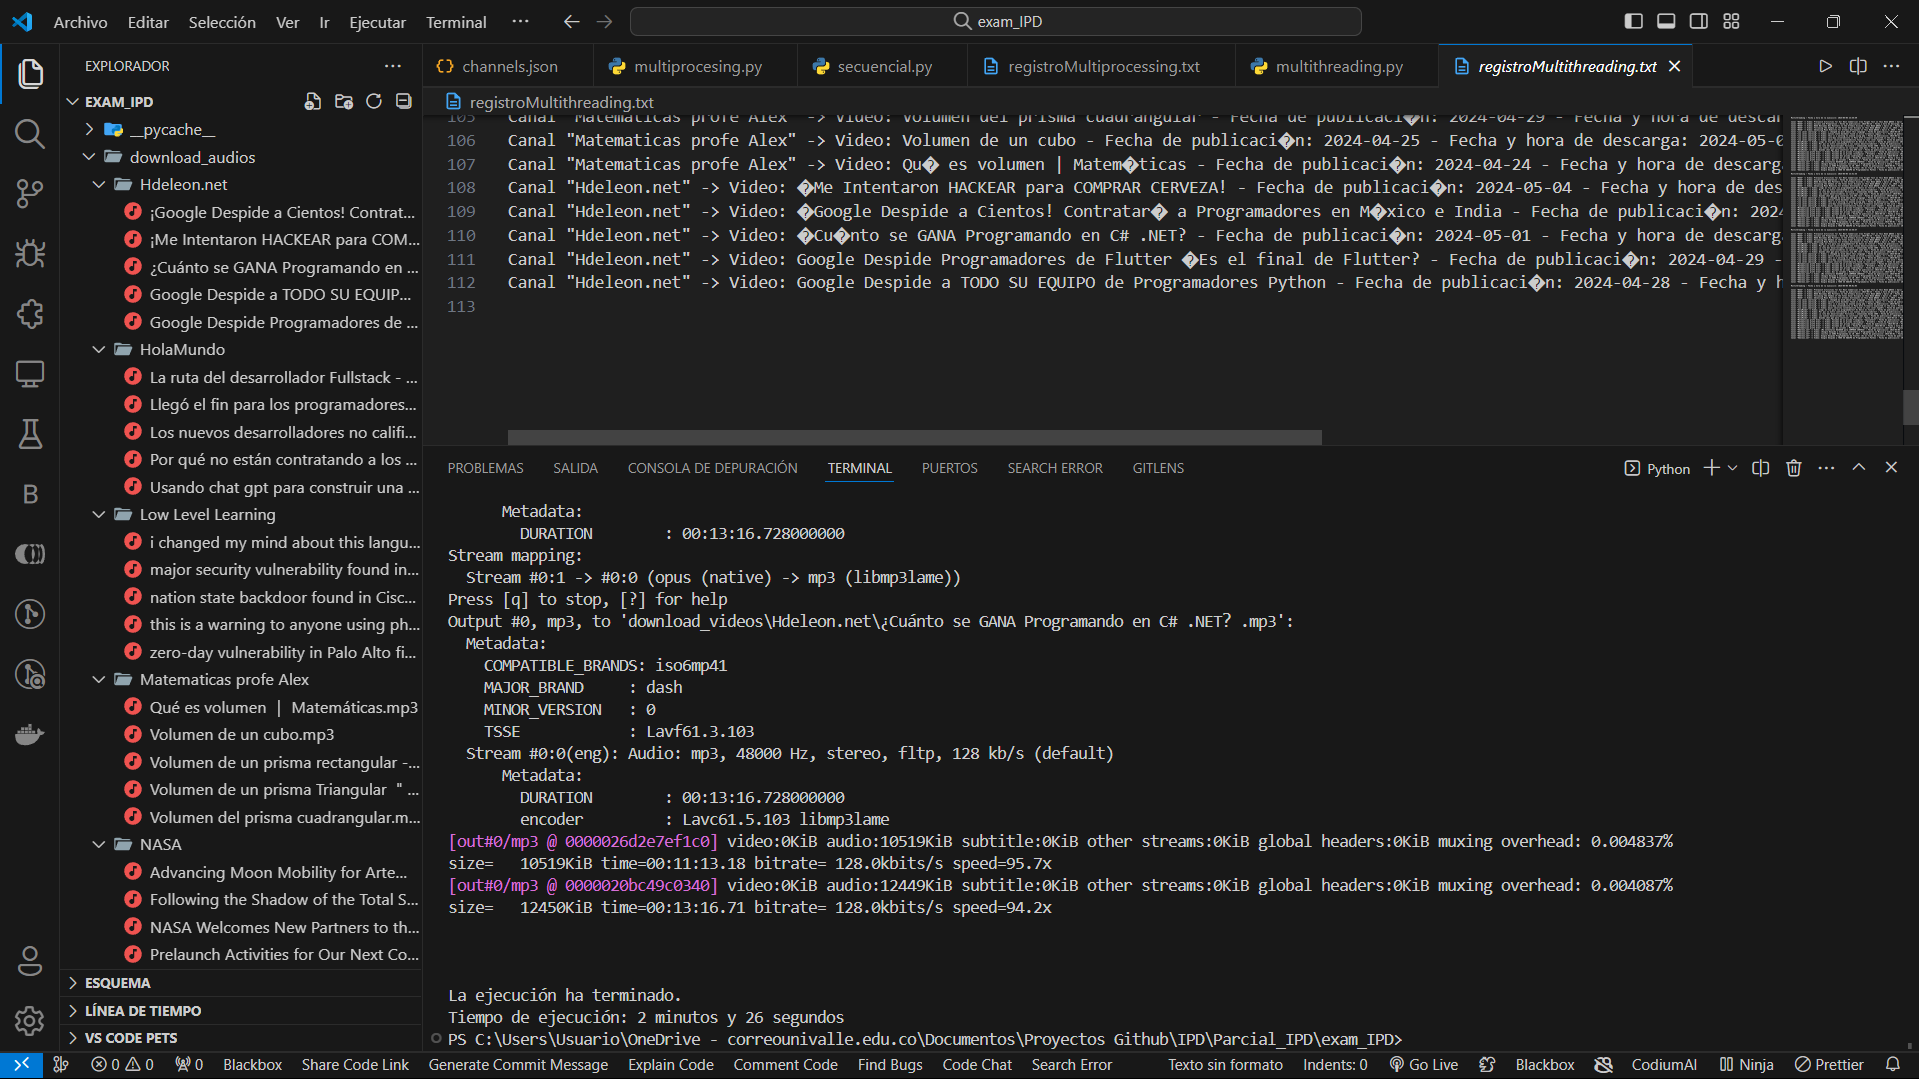 Archivo Editar Selección Ver Ir Ejecutar Terminal ··· exam_IPD
EXPLORADOR
EXAM_IPD
__pycache__
download_audios
Hdeleon.net
¡Google Despide a Cientos! Contrat...
¡Me Intentaron HACKEAR para COM...
¿Cuánto se GANA Programando en ...
Google Despide a TODO SU EQUIP...
Google Despide Programadores de ...
HolaMundo
La ruta del desarrollador Fullstack - ...
Llegó el fin para los programadores...
Los nuevos desarrolladores no califi...
Por qué no están contratando a los ...
Usando chat gpt para construir una ...
Low Level Learning
i changed my mind about this langu...
major security vulnerability found in...
nation state backdoor found in Cisc...
this is a warning to anyone using ph...
zero-day vulnerability in Palo Alto fi...
Matematicas profe Alex
Qué es volumen ｜ Matemáticas.mp3
Volumen de un cubo.mp3
Volumen de un prisma rectangular -...
Volumen de un prisma Triangular ＂ ...
Volumen del prisma cuadrangular.m...
NASA
Advancing Moon Mobility for Arte...
Following the Shadow of the Total S...
NASA Welcomes New Partners to th...
Prelaunch Activities for Our Next Co...
ESQUEMA
LÍNEA DE TIEMPO
VS CODE PETS
channels.json multiprocesing.py secuencial.py registroMultiprocessing.txt multithreading.py registroMultithreading.txt
registroMultithreading.txt
105 Canal "Matematicas profe Alex" -> Video: Volumen del prisma cuadrangular - Fecha de publicaci�n: 2024-04-29 - Fecha y hora de descar
106 Canal "Matematicas profe Alex" -> Video: Volumen de un cubo - Fecha de publicaci�n: 2024-04-25 - Fecha y hora de descarga: 2024-05-0
107 Canal "Matematicas profe Alex" -> Video: Qu� es volumen | Matem�ticas - Fecha de publicaci�n: 2024-04-24 - Fecha y hora de descarg
108 Canal "Hdeleon.net" -> Video: �Me Intentaron HACKEAR para COMPRAR CERVEZA! - Fecha de publicaci�n: 2024-05-04 - Fecha y hora de des
109 Canal "Hdeleon.net" -> Video: �Google Despide a Cientos! Contratar� a Programadores en M�xico e India - Fecha de publicaci�n: 202
110 Canal "Hdeleon.net" -> Video: �Cu�nto se GANA Programando en C# .NET? - Fecha de publicaci�n: 2024-05-01 - Fecha y hora de descarg
111 Canal "Hdeleon.net" -> Video: Google Despide Programadores de Flutter �Es el final de Flutter? - Fecha de publicaci�n: 2024-04-29 -
112 Canal "Hdeleon.net" -> Video: Google Despide a TODO SU EQUIPO de Programadores Python - Fecha de publicaci�n: 2024-04-28 - Fecha y h
113
PROBLEMAS SALIDA CONSOLA DE DEPURACIÓN TERMINAL PUERTOS SEARCH ERROR GITLENS Python
Metadata:
DURATION : 00:13:16.728000000
Stream mapping:
Stream #0:1 -> #0:0 (opus (native) -> mp3 (libmp3lame))
Press [q] to stop, [?] for help
Output #0, mp3, to 'download_videos\Hdeleon.net\¿Cuánto se GANA Programando en C# .NET？ .mp3':
Metadata:
COMPATIBLE_BRANDS: iso6mp41
MAJOR_BRAND : dash
MINOR_VERSION : 0
TSSE : Lavf61.3.103
Stream #0:0(eng): Audio: mp3, 48000 Hz, stereo, fltp, 128 kb/s (default)
Metadata:
DURATION : 00:13:16.728000000
encoder : Lavc61.5.103 libmp3lame
[out#0/mp3 @ 0000026d2e7ef1c0] video:0KiB audio:10519KiB subtitle:0KiB other streams:0KiB global headers:0KiB muxing overhead: 0.004837%
size= 10519KiB time=00:11:13.18 bitrate= 128.0kbits/s speed=95.7x
[out#0/mp3 @ 0000020bc49c0340] video:0KiB audio:12449KiB subtitle:0KiB other streams:0KiB global headers:0KiB muxing overhead: 0.004087%
size= 12450KiB time=00:13:16.71 bitrate= 128.0kbits/s speed=94.2x
La ejecución ha terminado.
Tiempo de ejecución: 2 minutos y 26 segundos
PS C:\Users\Usuario\OneDrive - correounivalle.edu.co\Documentos\Proyectos Github\IPD\Parcial_IPD\exam_IPD>
0 0 0 Blackbox Share Code Link Generate Commit Message Explain Code Comment Code Find Bugs Code Chat Search Error Texto sin formato Indents: 0 Go Live Blackbox CodiumAI Ninja Prettier